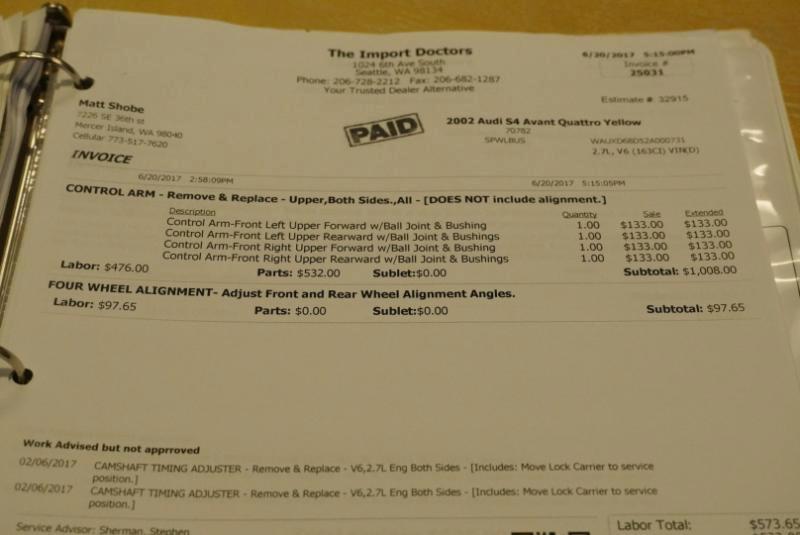 The Import Doctors
1024 6th Ave South
Seattle, WA 98134
Phone: 206-728-2212 Fax: 206-682-1287
Your Trusted Dealer Alternative
6/20/2017 5:15:00PM
Invoice #
25031
Estimate # 32915
Matt Shobe
7226 SE 36th st
Mercer Island, WA 98040
Cellular 773-517-7620
PAID
2002 Audi S4 Avant Quattro Yellow
70782
SPWLBUS WAUXD68D52A000731
2.7L, V6 (163CI) VIN(D)
INVOICE
6/20/2017 2:58:09PM 6/20/2017 5:15:05PM
CONTROL ARM - Remove & Replace - Upper,Both Sides.,All - [DOES NOT include alignment.]
Description Quantity Sale Extended
Control Arm-Front Left Upper Forward w/Ball Joint & Bushing 1.00 $133.00 $133.00
Control Arm-Front Left Upper Rearward w/Ball Joint & Bushings 1.00 $133.00 $133.00
Control Arm-Front Right Upper Forward w/Ball Joint & Bushing 1.00 $133.00 $133.00
Control Arm-Front Right Upper Rearward w/Ball Joint & Bushings 1.00 $133.00 $133.00
Labor: $476.00 Parts: $532.00 Sublet:$0.00 Subtotal: $1,008.00
FOUR WHEEL ALIGNMENT- Adjust Front and Rear Wheel Alignment Angles.
Labor: $97.65 Parts: $0.00 Sublet:$0.00 Subtotal: $97.65
Work Advised but not apprroved
02/06/2017 CAMSHAFT TIMING ADJUSTER - Remove & Replace - V6,2.7L Eng Both Sides - [Includes: Move Lock Carrier to service
position.]
02/06/2017 CAMSHAFT TIMING ADJUSTER - Remove & Replace - V6,2.7L Eng Both Sides - [Includes: Move Lock Carrier to service
position.]
Service Advisor: Sherman, Stephen
Labor Total: $573.65